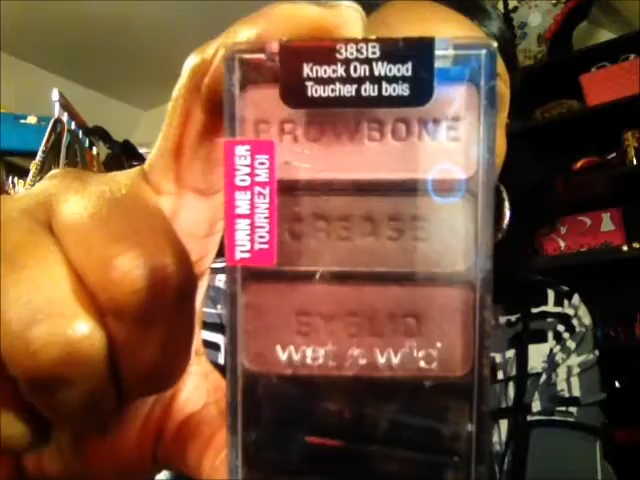 383B
Knock On Wood
Toucher du bois
BROWBONE
TURN ME OVER
TOURNEZ MOI
CREASE
EYELID
wet n wild